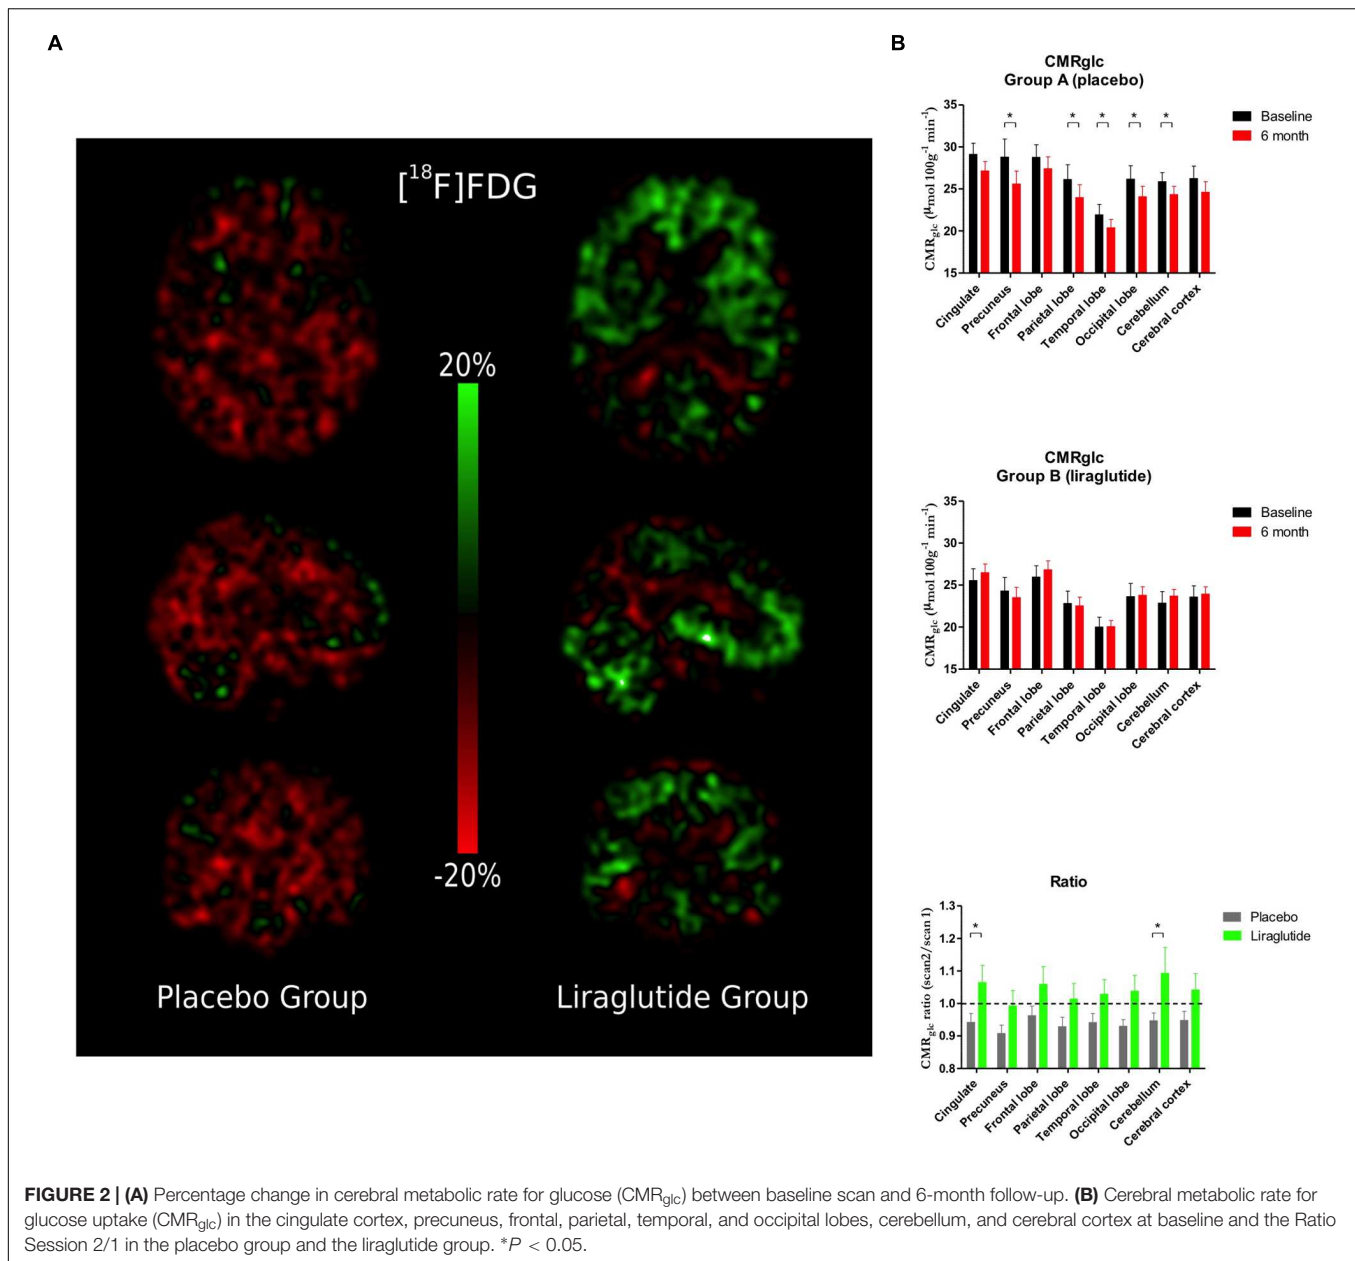 A
[18F]FDG
20%
-20%
Placebo Group
Liraglutide Group
B
CMRglc
Group A (placebo)
CMRglc (µmol 100g-1 min-1)
35
30
25
20
15
* * * * *
Baseline
6 month
Cingulate
Precuneus
Frontal lobe
Parietal lobe
Temporal lobe
Occipital lobe
Cerebellum
Cerebral cortex
CMRglc
Group B (liraglutide)
CMRglc (µmol 100g-1 min-1)
35
30
25
20
15
Baseline
6 month
Cingulate
Precuneus
Frontal lobe
Parietal lobe
Temporal lobe
Occipital lobe
Cerebellum
Cerebral cortex
Ratio
CMRglc ratio (scan2/scan 1)
1.3
1.2
1.1
1.0
0.9
0.8
* *
Placebo
Liraglutide
Cingulate
Precuneus
Frontal lobe
Parietal lobe
Temporal lobe
Occipital lobe
Cerebellum
Cerebral cortex
FIGURE 2 | (A) Percentage change in cerebral metabolic rate for glucose (CMRglc) between baseline scan and 6-month follow-up. (B) Cerebral metabolic rate for
glucose uptake (CMRglc) in the cingulate cortex, precuneus, frontal, parietal, temporal, and occipital lobes, cerebellum, and cerebral cortex at baseline and the Ratio
Session 2/1 in the placebo group and the liraglutide group. *P < 0.05.